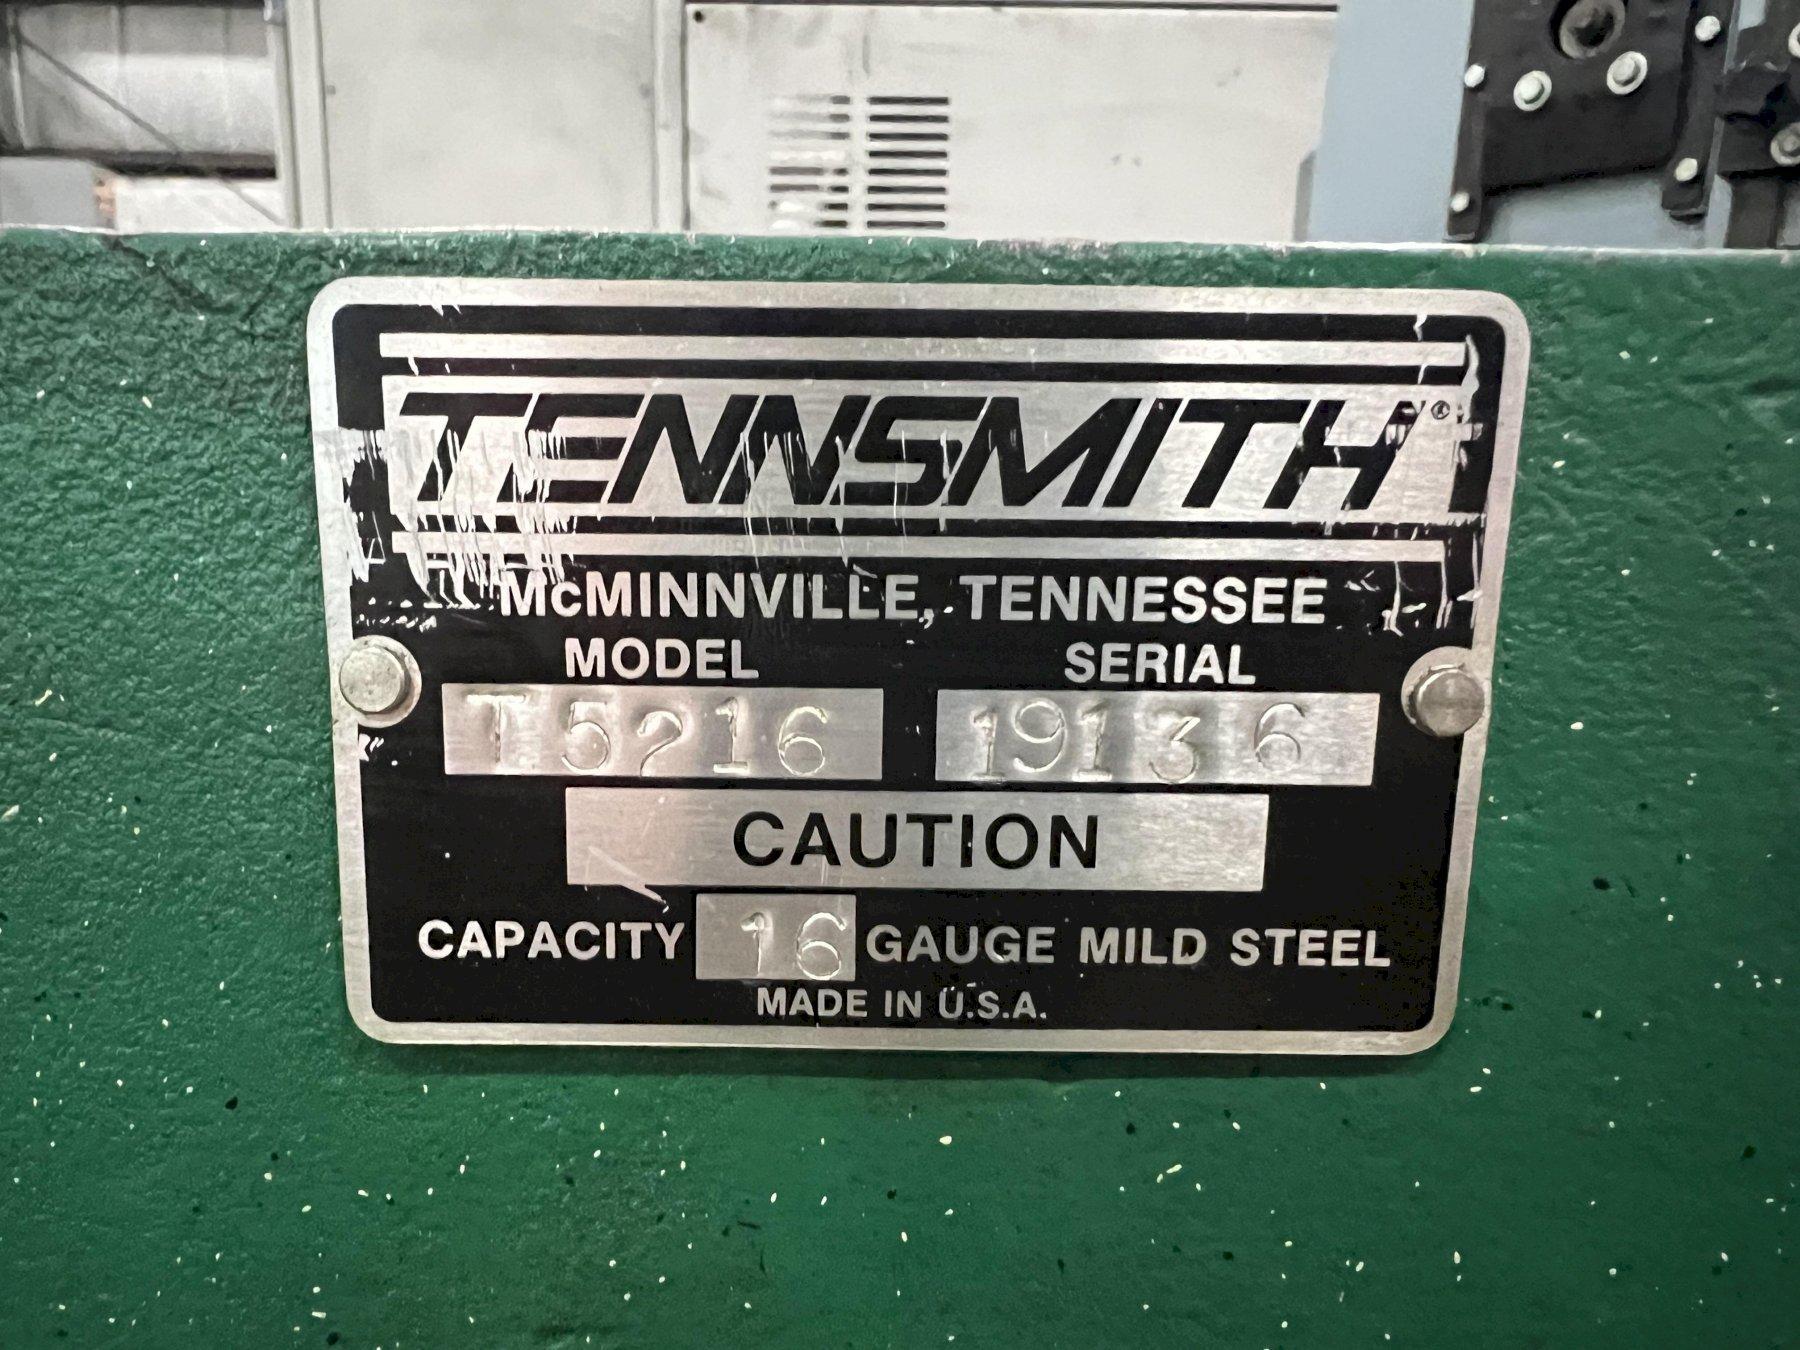 TENNSMITH®
McMINNVILLE, TENNESSEE
MODEL SERIAL
T5216 19136
CAUTION
CAPACITY 16 GAUGE MILD STEEL
MADE IN U.S.A.